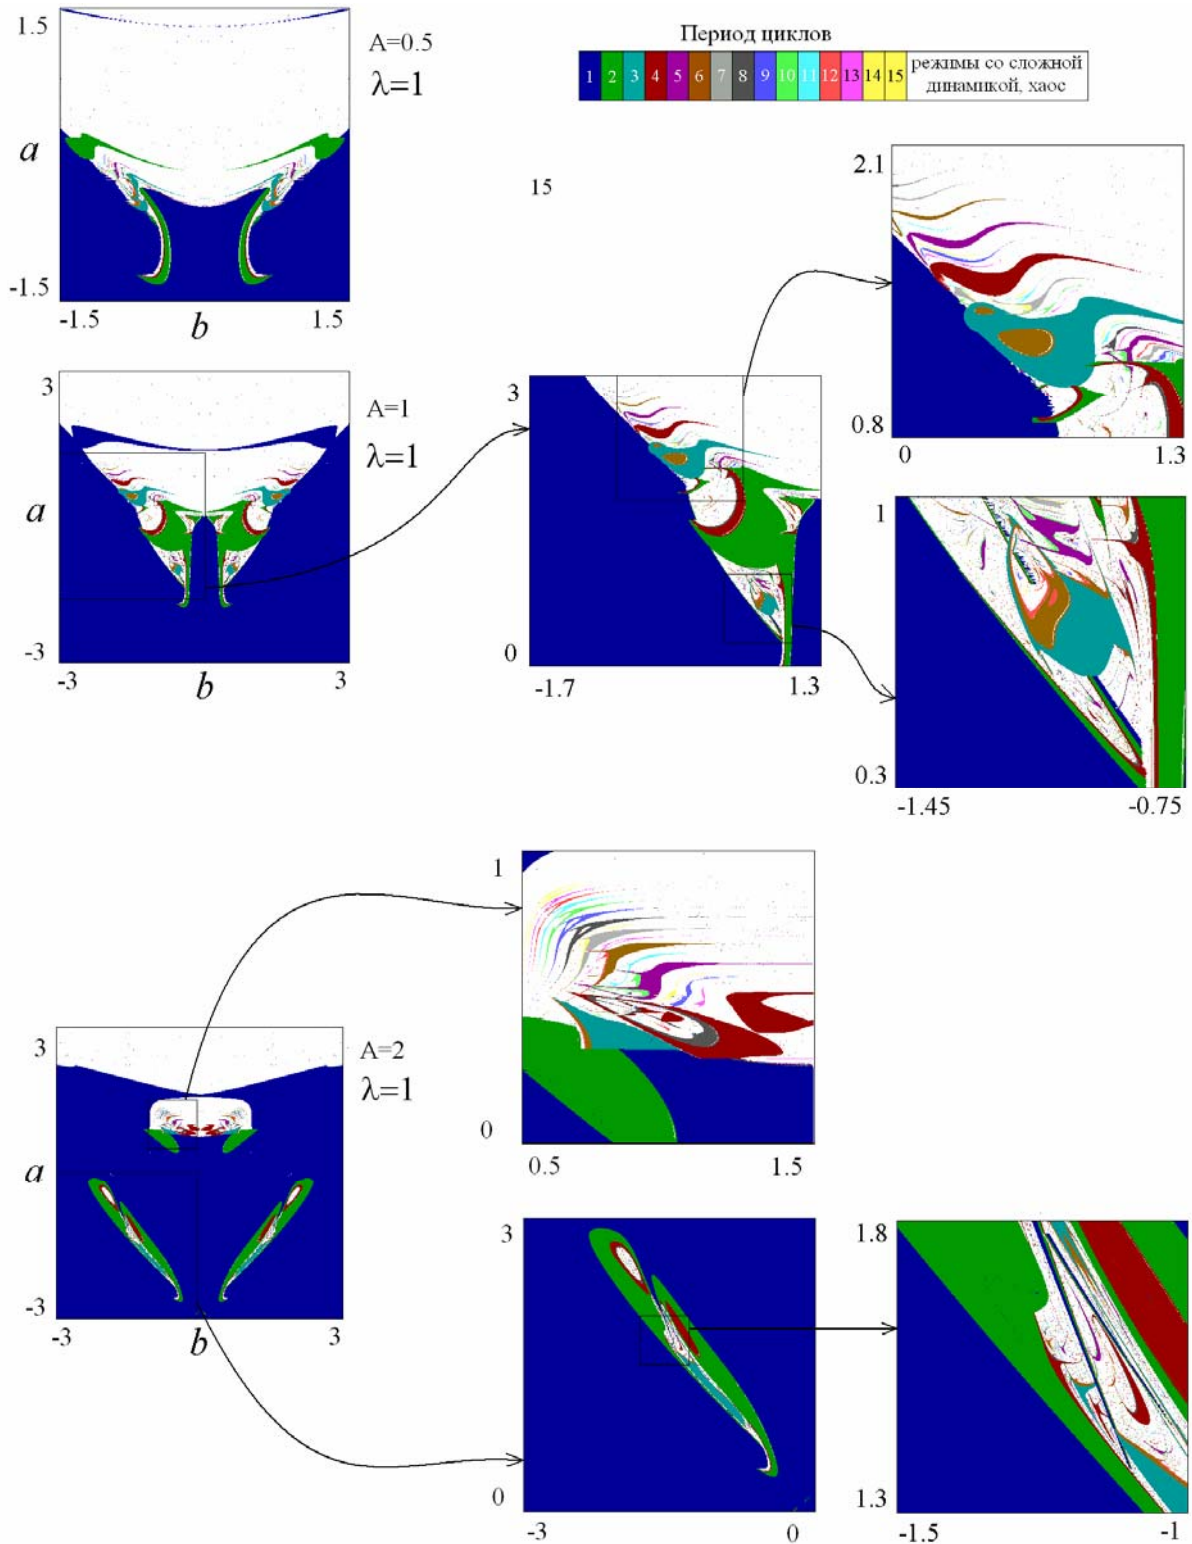 1.5
A=0.5
λ=1
a
-1.5
-1.5
b
1.5
Период циклов
1 2 3 4 5 6 7 8 9 10 11 12 13 14 15
режимы со сложной
динамикой, хаос
15
2.1
0.8
0
1.3
3
A=1
λ=1
a
-3
-3
b
3
3
0
-1.7
1.3
1
0.3
-1.45
-0.75
1
0
0.5
1.5
3
A=2
λ=1
a
-3
-3
b
3
3
0
-3
0
1.8
1.3
-1.5
-1